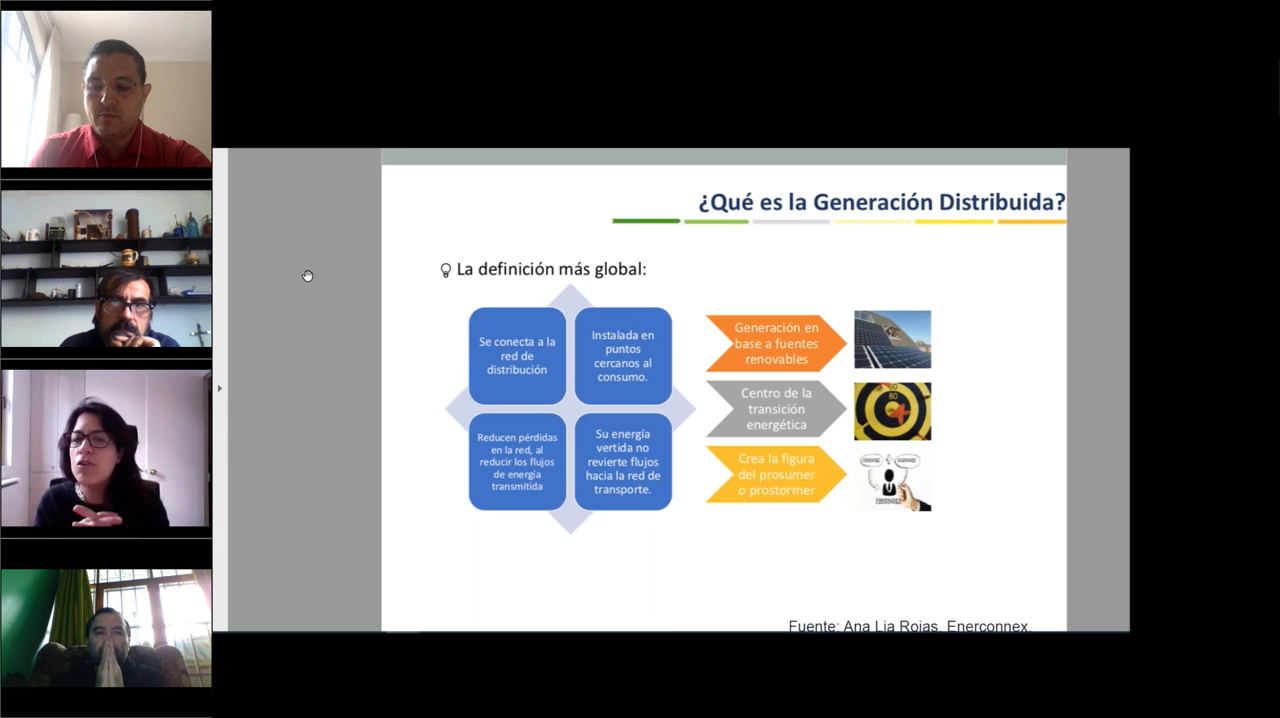 ¿Qué es la Generación Distribuida?
La definición más global:
Se conecta a la
red de
distribución
Instalada en
puntos
cercanos al
consumo.
Reducen pérdidas
en la red, al
reducir los flujos
de energía
transmitida
Su energía
vertida no
revierte flujos
hacia la red de
transporte.
Generación en
base a fuentes
renovables
Centro de la
transición
energética
Crea la figura
del prosumer
o prostormer
80
Fuente: Ana Lia Rojas. Enerconnex.